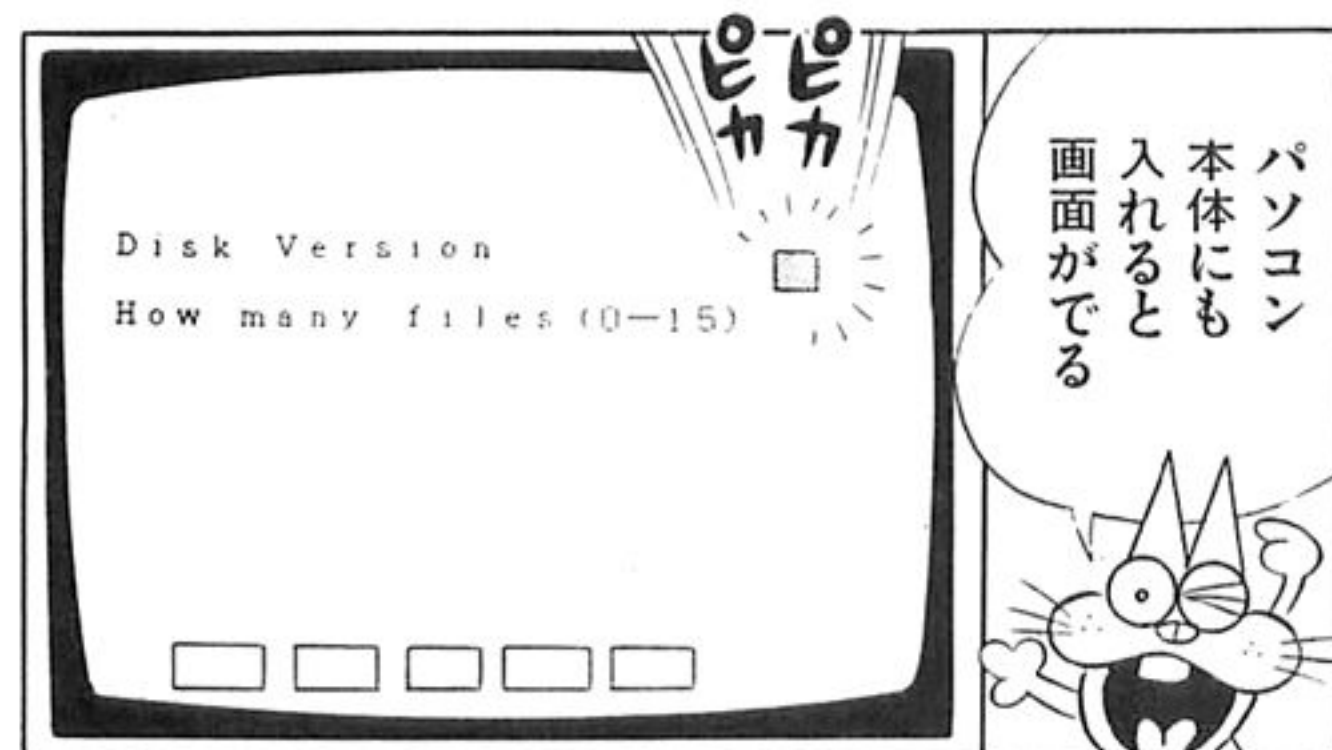 パソコン
本体にも
入れると
画面がでる
ピカ
ピカ
Disk Version
How many files(0―15)